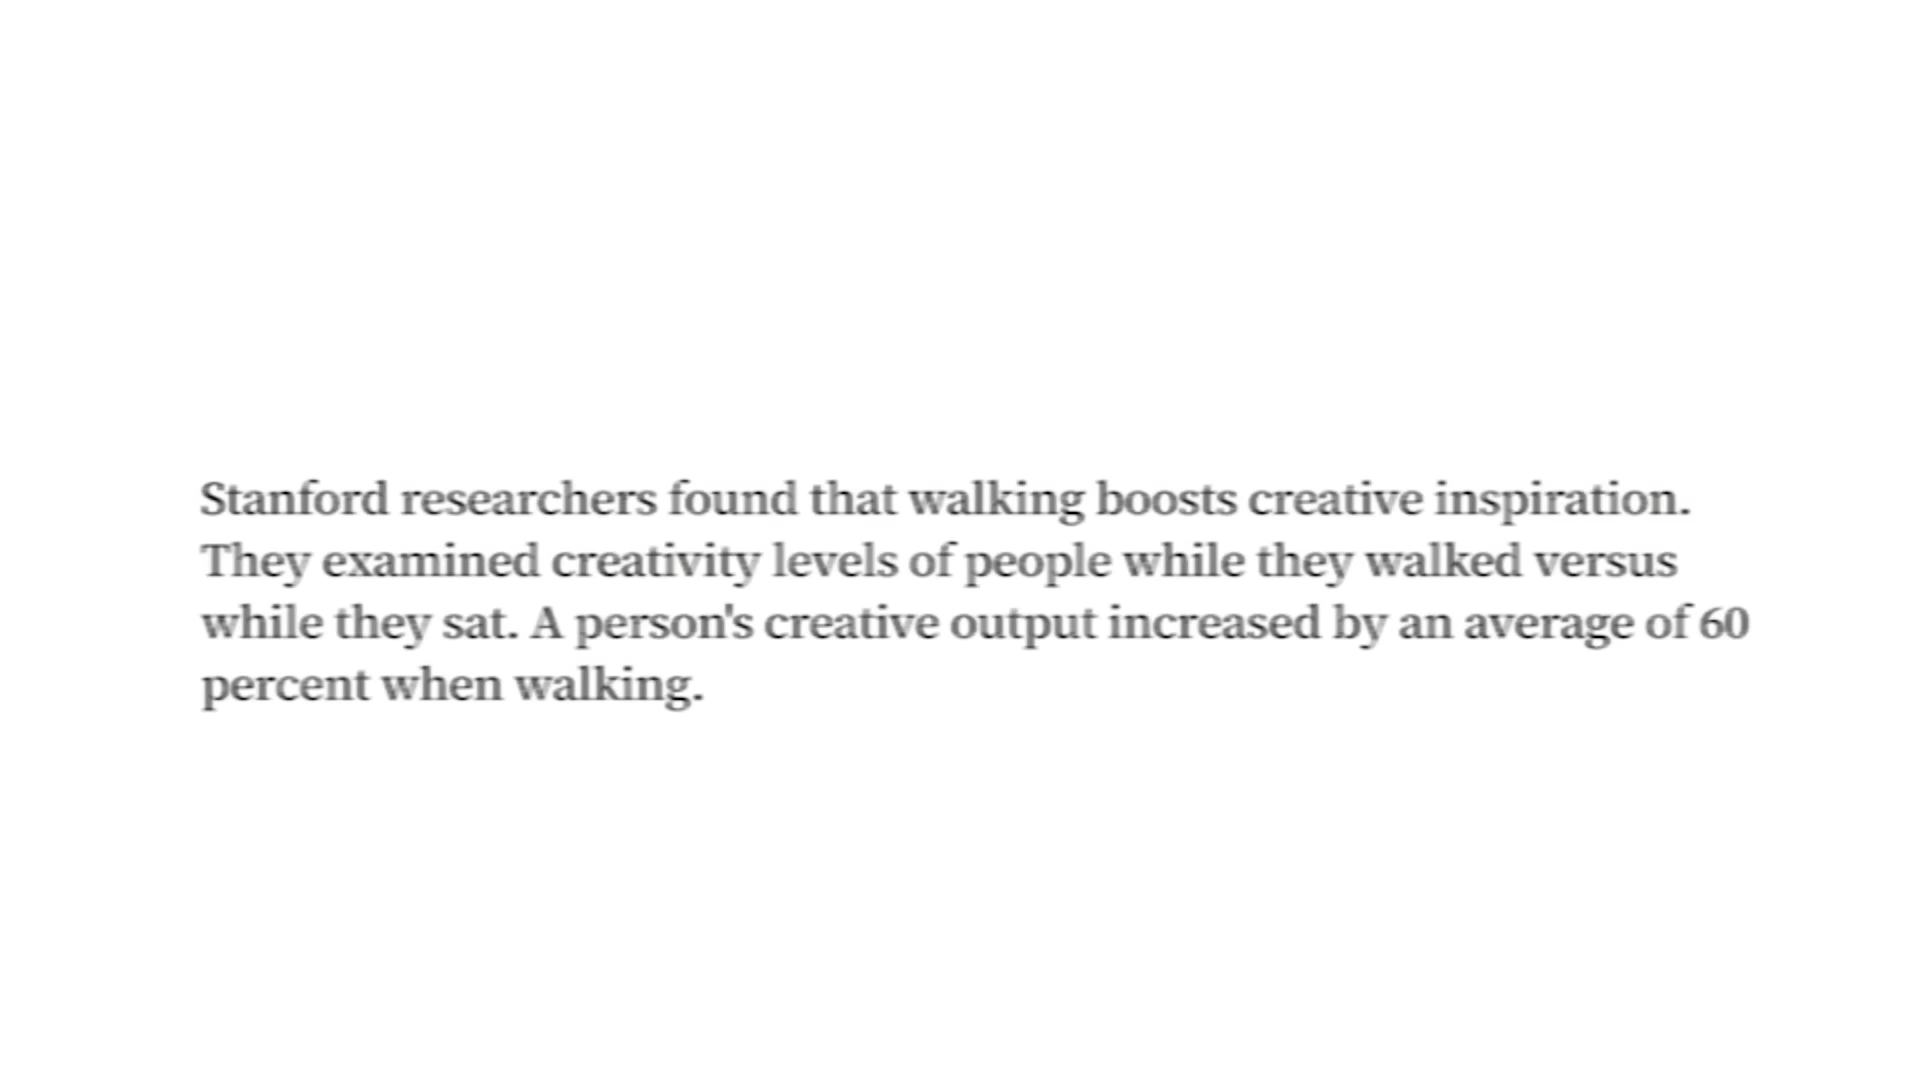 Stanford researchers found that walking boosts creative inspiration.
They examined creativity levels of people while they walked versus
while they sat. A person's creative output increased by an average of 60
percent when walking.